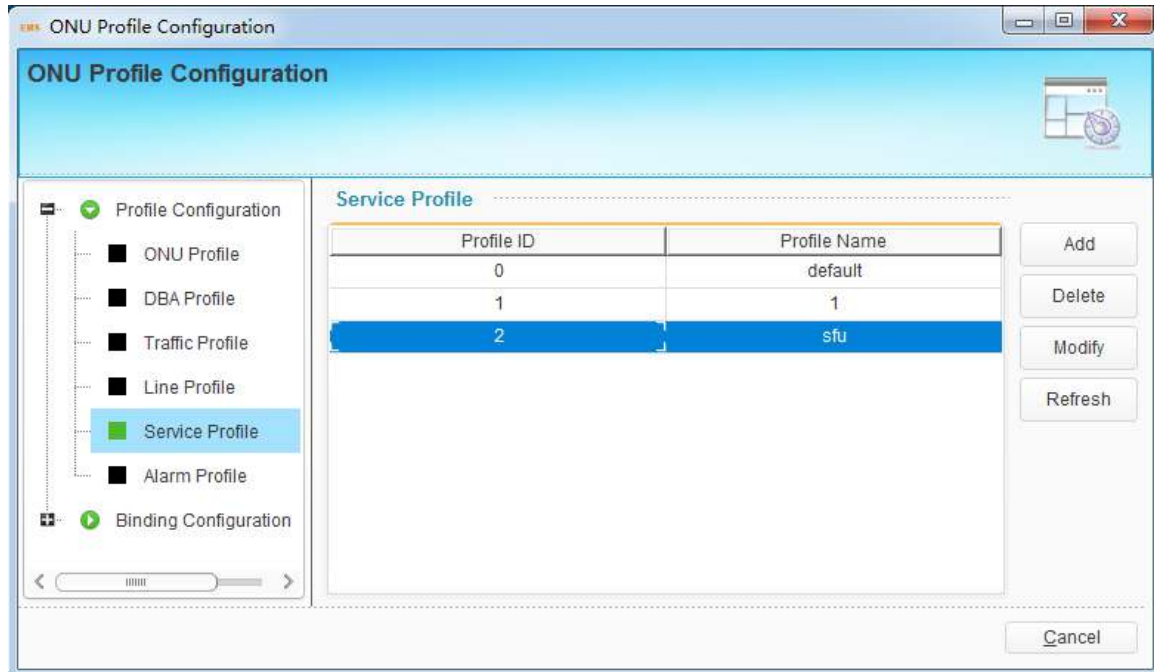 EMS ONU Profile Configuration
ONU Profile Configuration
Profile Configuration
ONU Profile
DBA Profile
Traffic Profile
Line Profile
Service Profile
Alarm Profile
Binding Configuration
Service Profile
Profile ID Profile Name
0 default
1 1
2 sfu
Add
Delete
Modify
Refresh
Cancel